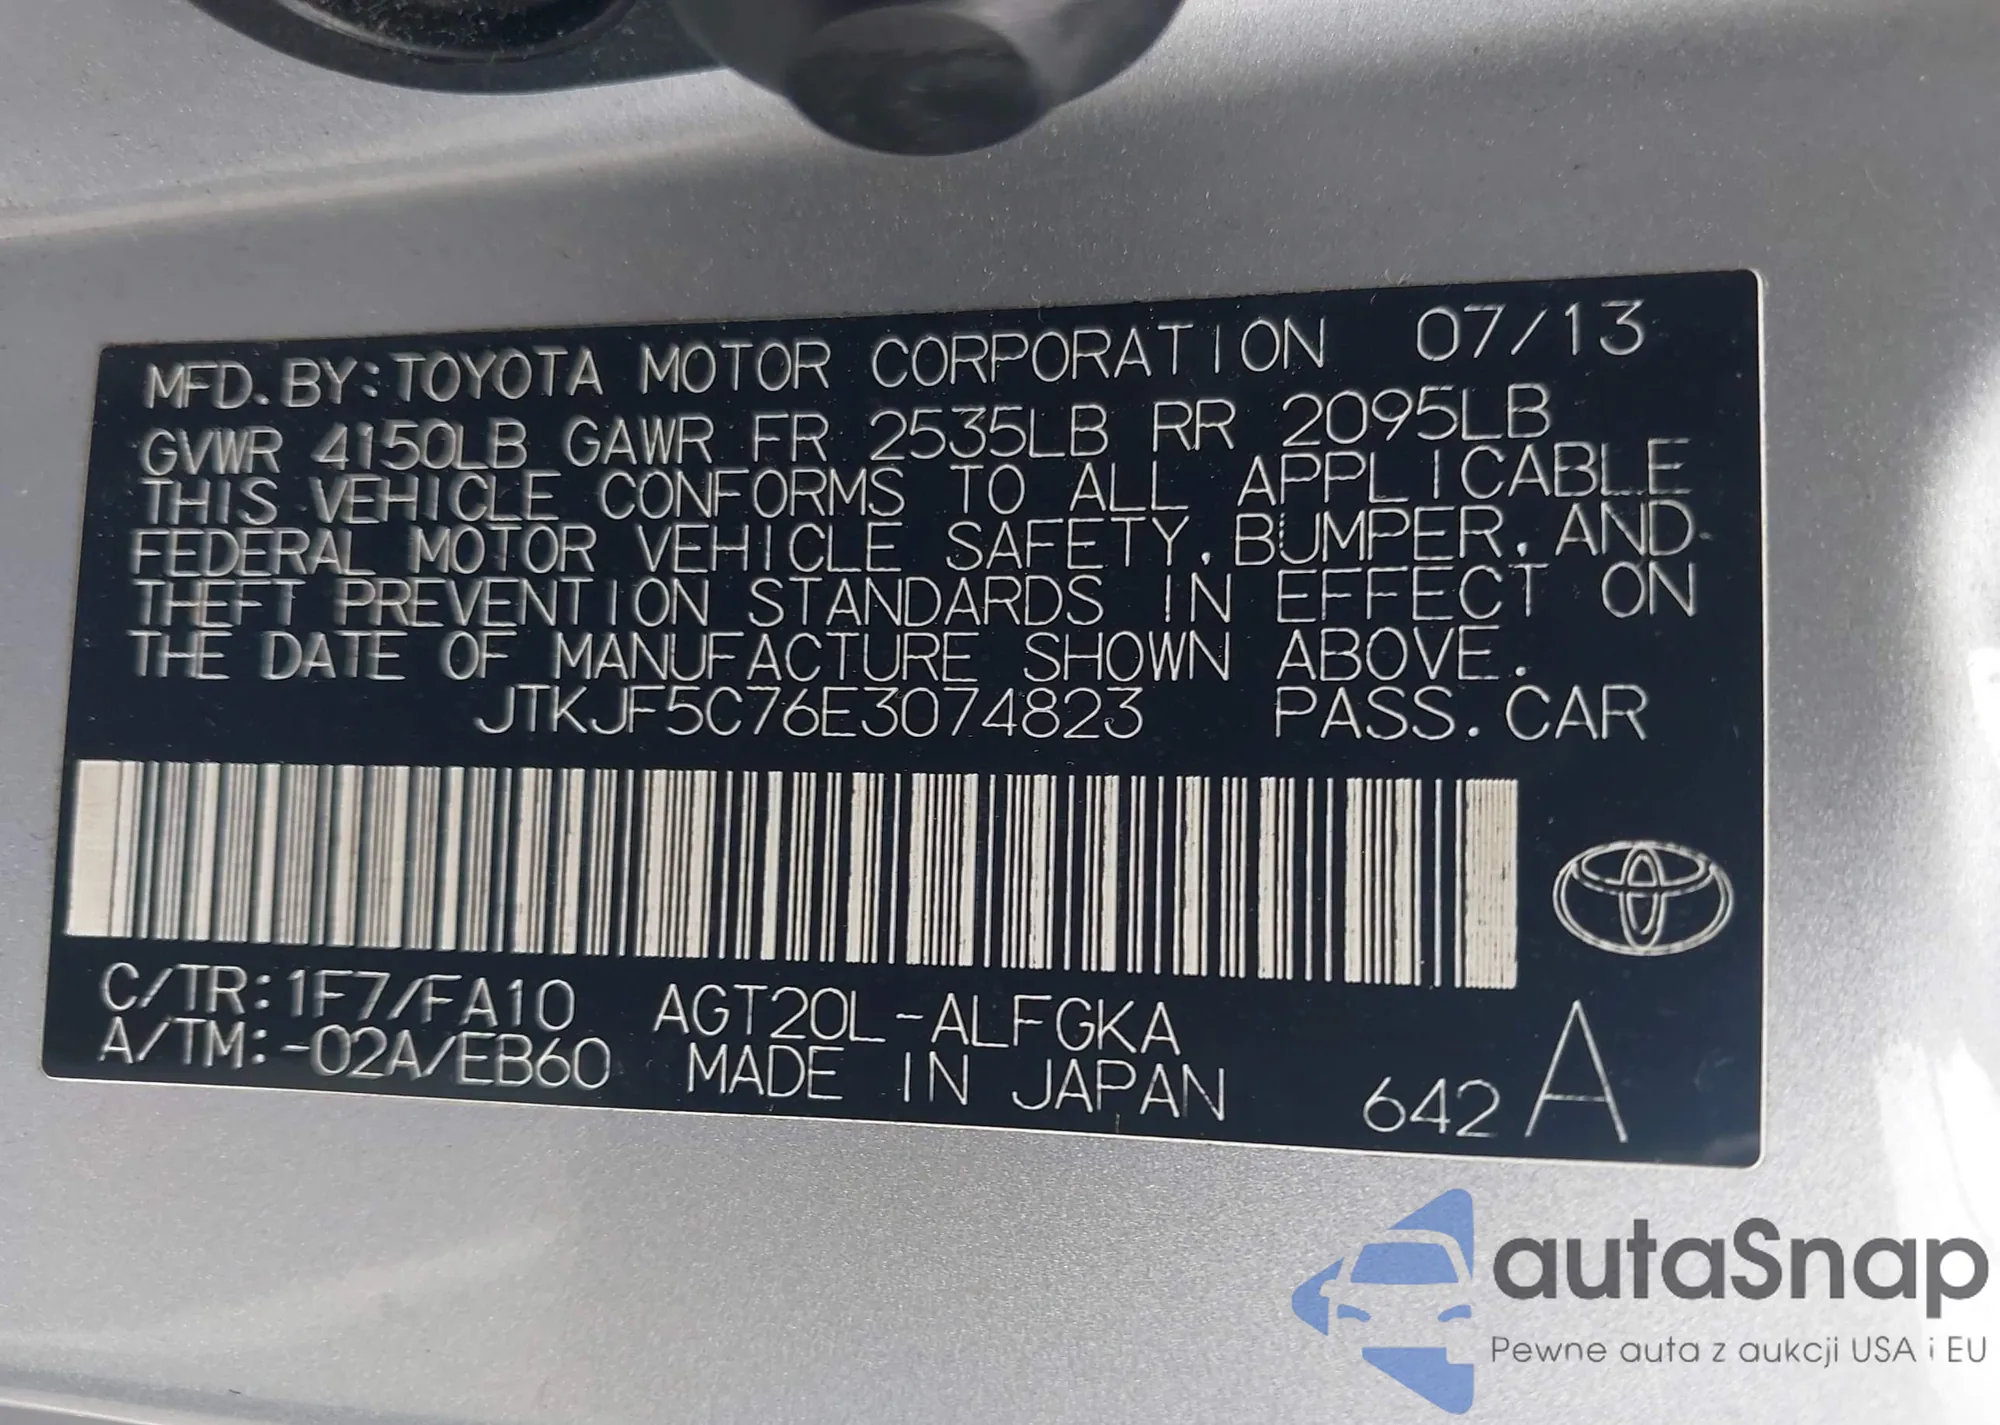 MFD. BY: TOYOTA MOTOR CORPORATION 07/13
GVWR 4150LB GAWR FR 2535LB RR 2095LB
THIS VEHICLE CONFORMS TO ALL APPLICABLE
FEDERAL MOTOR VEHICLE SAFETY, BUMPER, AND
THEFT PREVENTION STANDARDS IN EFFECT ON
THE DATE OF MANUFACTURE SHOWN ABOVE.
JTKJF5C76E3074823 PASS. CAR
C/TR: 1F7/FA10 AGT20L-ALFGKA
A/TM: -02A/EB60 MADE IN JAPAN 642 A
autaSnap
Pewne auta z aukcji USA i EU